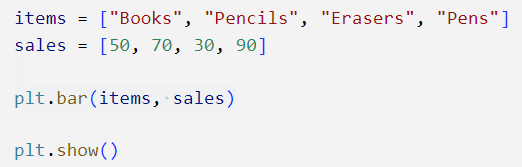 items = ["Books", "Pencils", "Erasers", "Pens"]
sales = [50, 70, 30, 90]
plt.bar(items, sales)
plt.show()